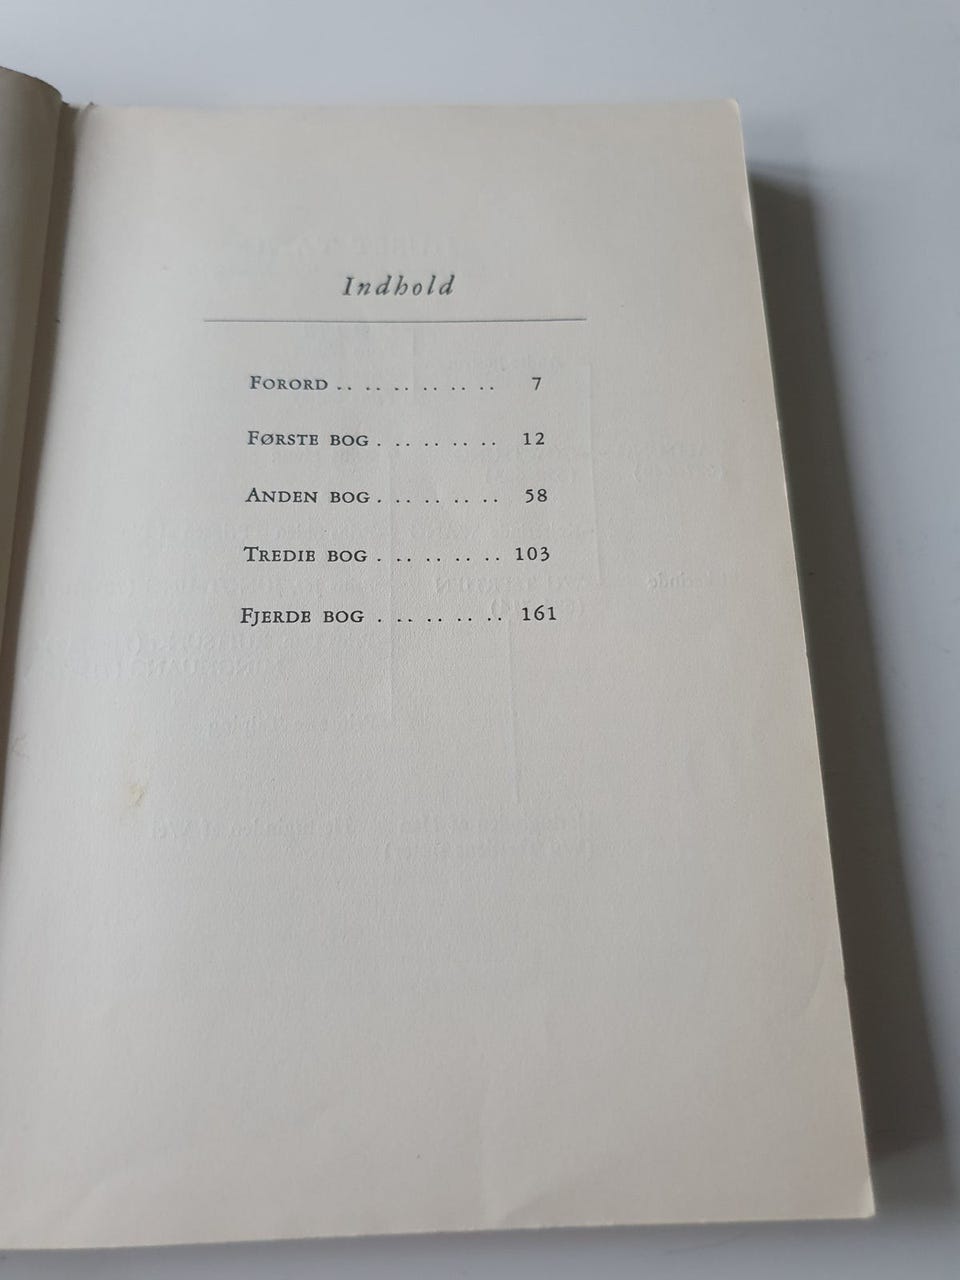 Indhold
FORORD .. .. .. .. .. .. 7
FØRSTE BOG . .. .. .. .. 12
ANDEN BOG . .. .. .. .. 58
TREDIE BOG . .. .. .. .. 103
FJERDE BOG . .. .. .. .. 161